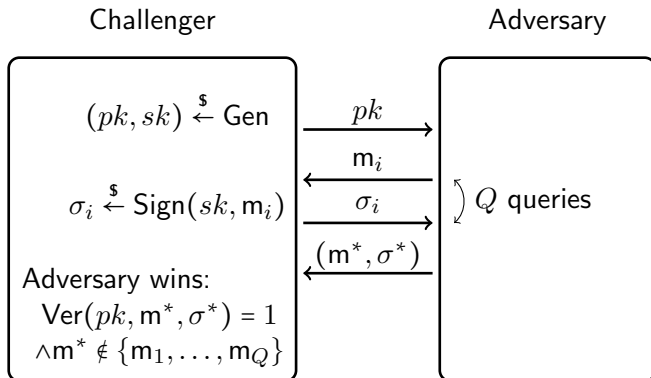 Challenger
Adversary
(pk, sk) $← Gen
pk
m_i
σ_i $← Sign(sk, m_i)
σ_i
Q queries
(m*, σ*)
Adversary wins:
Ver(pk, m*, σ*) = 1
∧m* ∉ {m_1, . . . , m_Q}